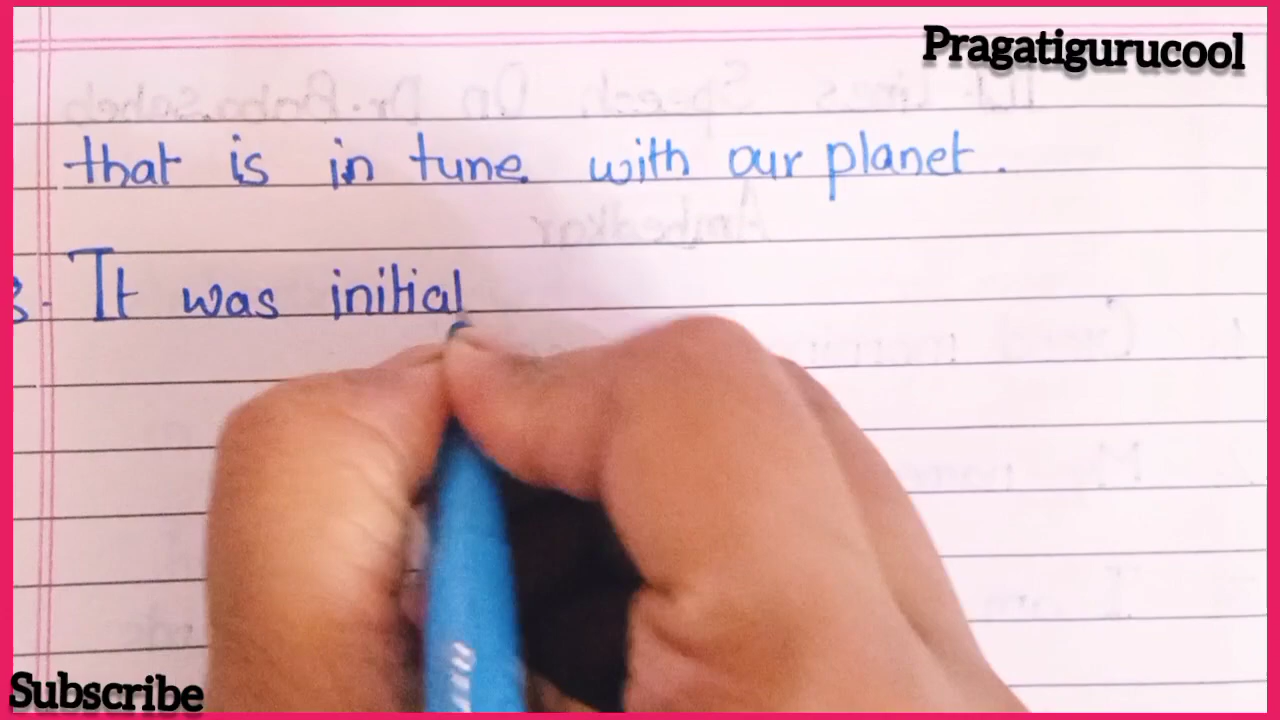 Pragatigurucool
that is in tune with our planet.
3. It was initial
Subscribe